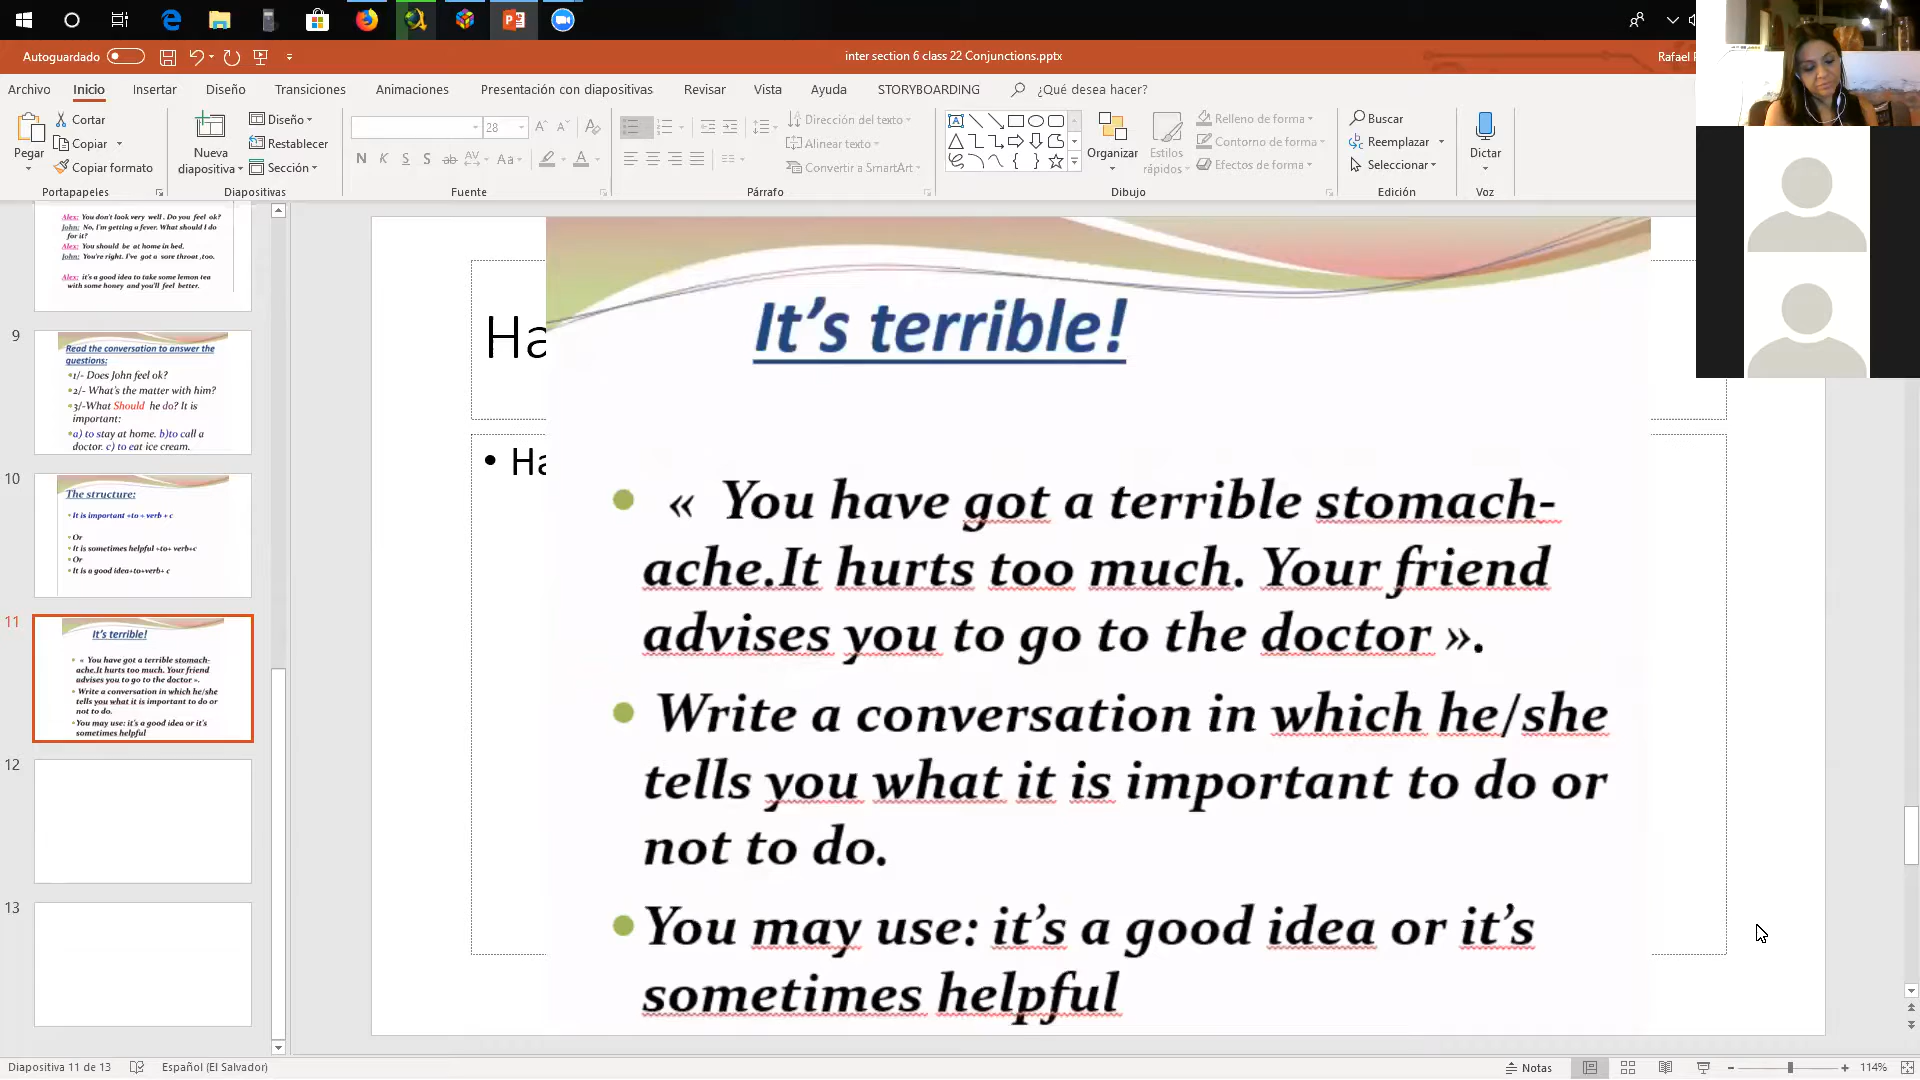 Autoguardado
inter section 6 class 22 Conjunctions.pptx
Rafael
Archivo Inicio Insertar Diseño Transiciones Animaciones Presentación con diapositivas Revisar Vista Ayuda STORYBOARDING ¿Qué desea hacer?
Pegar
Cortar
Copiar
Copiar formato
Portapapeles
Nueva
diapositiva
Diseño
Restablecer
Sección
Diapositivas
28
N K S S ab AV Aa A
Fuente
Dirección del texto
Alinear texto
Convertir a SmartArt
Párrafo
Organizar
Estilos
rápidos
Relleno de forma
Contorno de forma
Efectos de forma
Dibujo
Buscar
Reemplazar
Seleccionar
Edición
Dictar
Voz
Alex: You don't look very well . Do you feel ok?
John: No, I'm getting a fever. What should I do
for it?
Alex: You should be at home in bed.
John: You're right. I've got a sore throat ,too.
Alex: it's a good idea to take some lemon tea
with some honey and you'll feel better.
9
Read the conversation to answer the
questions:
1/- Does John feel ok?
2/- What's the matter with him?
3/-What Should he do? It is
important:
a) to stay at home. b)to call a
doctor. c) to eat ice cream.
10
The structure:
It is important +to + verb + c
Or
It is sometimes helpful +to+ verb+c
Or
It is a good idea+to+verb+ c
11
It's terrible!
« You have got a terrible stomach-
ache.It hurts too much. Your friend
advises you to go to the doctor ».
Write a conversation in which he/she
tells you what it is important to do or
not to do.
You may use: it's a good idea or it's
sometimes helpful
12
13
Ha
• Ha
It's terrible!
« You have got a terrible stomach-
ache.It hurts too much. Your friend
advises you to go to the doctor ».
Write a conversation in which he/she
tells you what it is important to do or
not to do.
You may use: it's a good idea or it's
sometimes helpful
Diapositiva 11 de 13 Español (El Salvador) Notas 114%